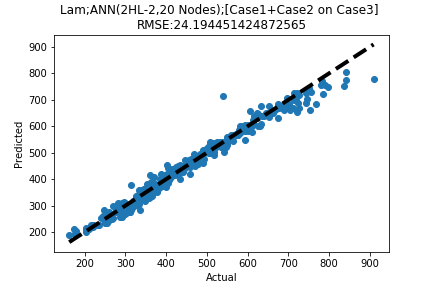 Lam;ANN(2HL-2,20 Nodes);[Case1+Case2 on Case3]
RMSE:24.194451424872565
900
800
700
600
500
400
300
200
Predicted
200 300 400 500 600 700 800 900
Actual